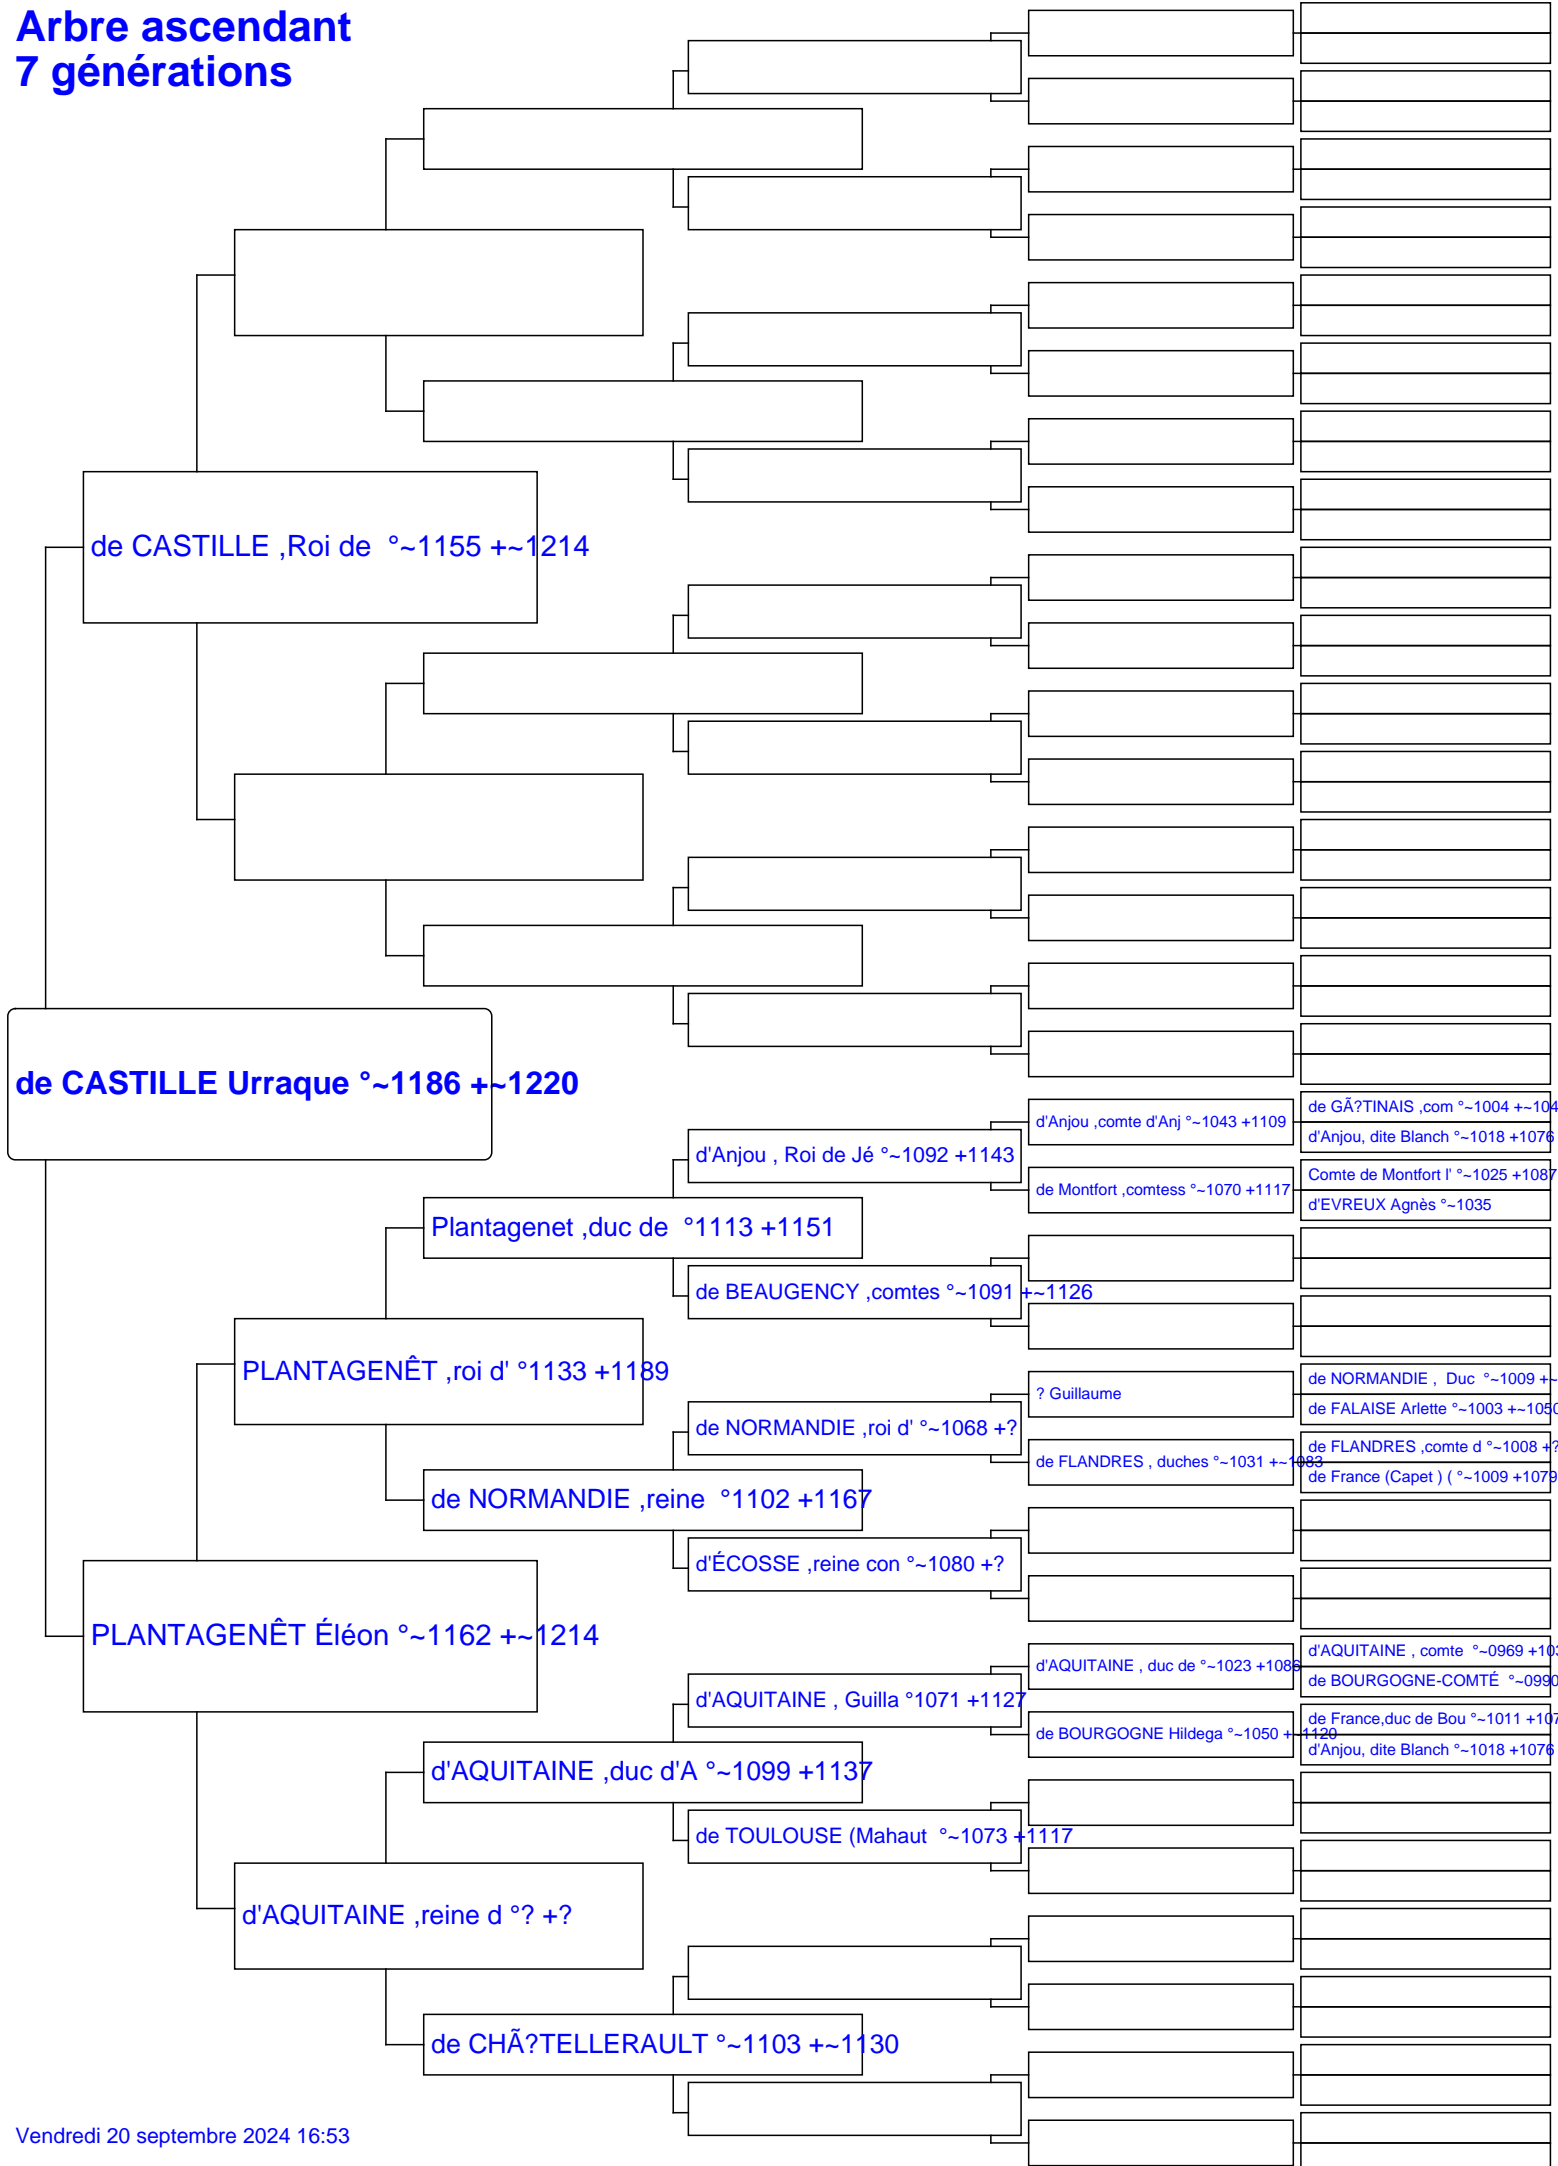 Arbre ascendant
7 générations
de CASTILLE ,Roi de  °~1155 +~1214
de CASTILLE Urraque °~1186 +~1220
d'Anjou ,comte d'Anj °~1043 +1109
de GÃ?TINAIS ,com °~1004 +~104
d'Anjou, dite Blanch °~1018 +1076
d'Anjou , Roi de Jé °~1092 +1143
de Montfort ,comtess °~1070 +1117
Comte de Montfort l' °~1025 +1087
d'EVREUX Agnès °~1035
Plantagenet ,duc de  °1113 +1151
de BEAUGENCY ,comtes °~1091 +~1126
PLANTAGENÊT ,roi d' °1133 +1189
? Guillaume
de NORMANDIE ,  Duc  °~1009 +~
de FALAISE Arlette °~1003 +~1050
de NORMANDIE ,roi d' °~1068 +?
de FLANDRES , duches °~1031 +~1083
de FLANDRES ,comte d °~1008 +?
de France (Capet ) ( °~1009 +1079
de NORMANDIE ,reine  °1102 +1167
d'ÉCOSSE ,reine con °~1080 +?
PLANTAGENÊT Éléon °~1162 +~1214
d'AQUITAINE , duc de °~1023 +1086
d'AQUITAINE , comte  °~0969 +103
de BOURGOGNE-COMTÉ  °~0990
d'AQUITAINE , Guilla °1071 +1127
de BOURGOGNE Hildega °~1050 +~1120
de France,duc de Bou °~1011 +107
d'Anjou, dite Blanch °~1018 +1076
d'AQUITAINE ,duc d'A °~1099 +1137
de TOULOUSE (Mahaut  °~1073 +1117
d'AQUITAINE ,reine d °? +?
de CHÃ?TELLERAULT °~1103 +~1130
Vendredi 20 septembre 2024 16:53